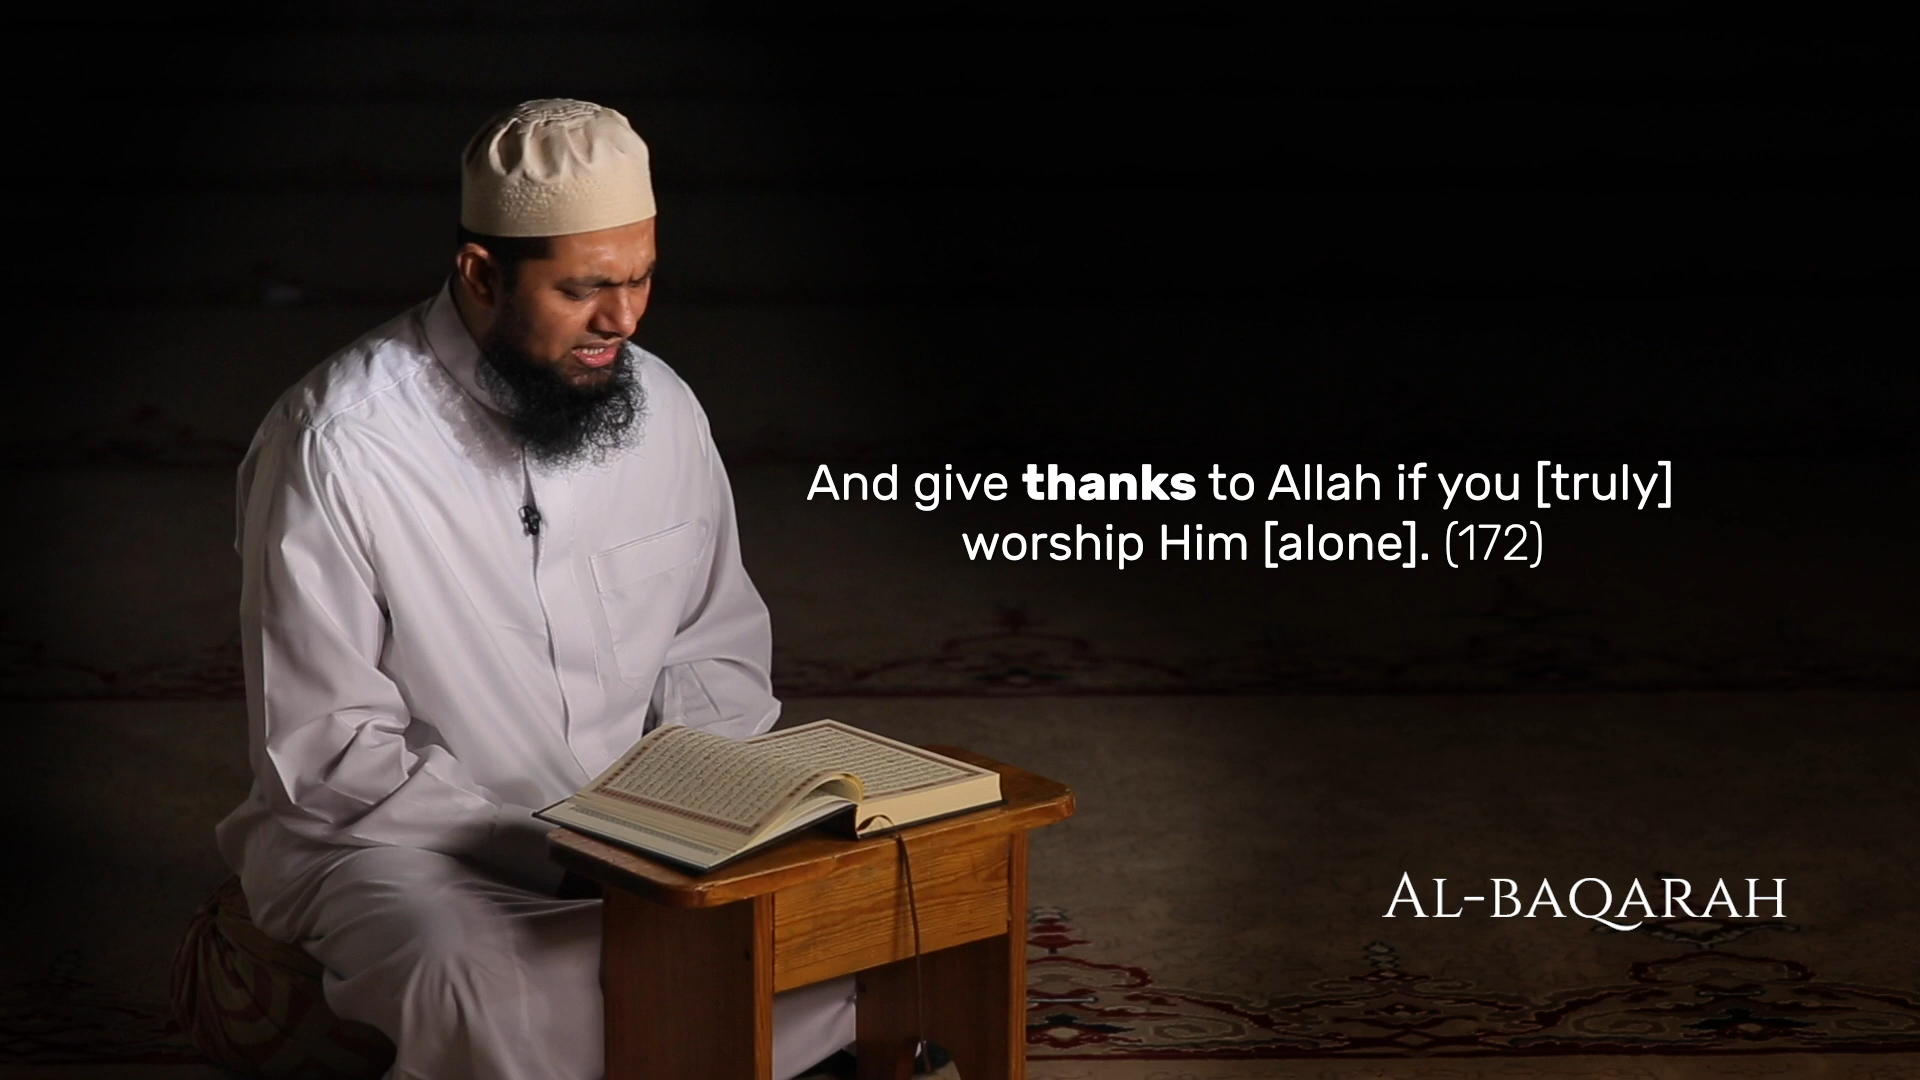 And give thanks to Allah if you [truly]
worship Him [alone]. (172)
AL-BAQARAH